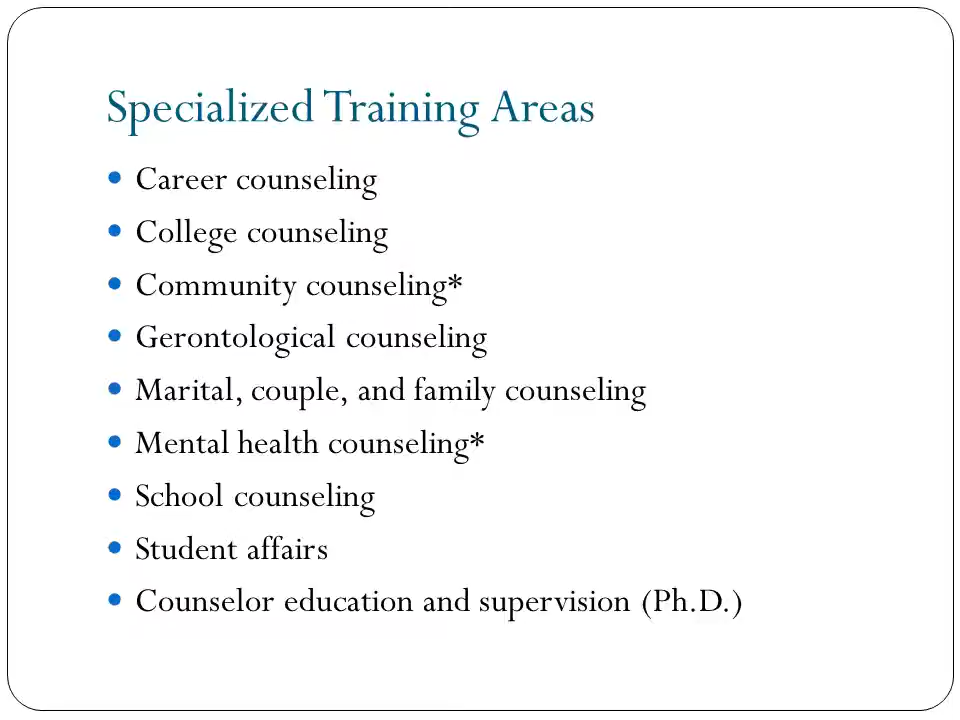 Specialized Training Areas
• Career counseling
• College counseling
• Community counseling*
• Gerontological counseling
• Marital, couple, and family counseling
• Mental health counseling*
• School counseling
• Student affairs
• Counselor education and supervision (Ph.D.)